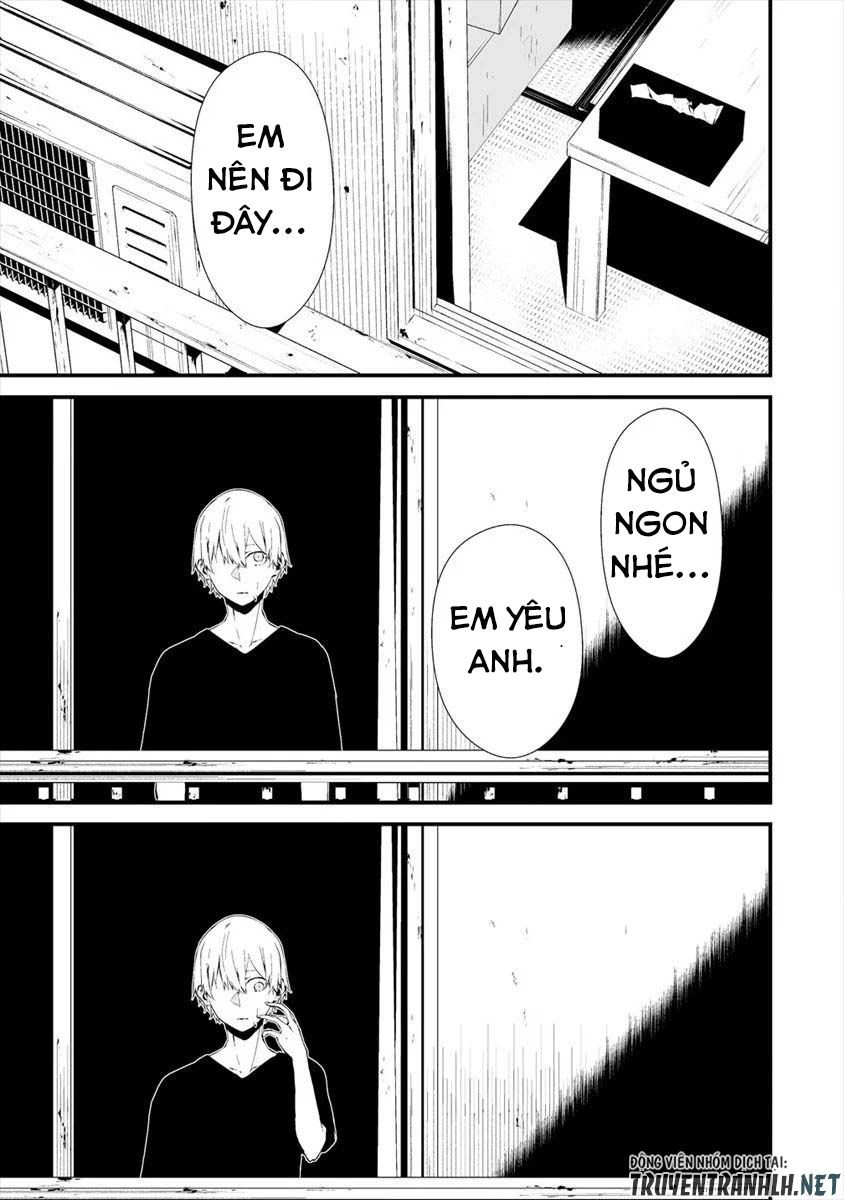 EM
NÊN ĐI
ĐÂY...
NGỦ
NGON
NHÉ...
EM YÊU
ANH.
ĐỘNG VIÊN NHÓM DỊCH TẠI:
TRUYENTRANHLH.NET